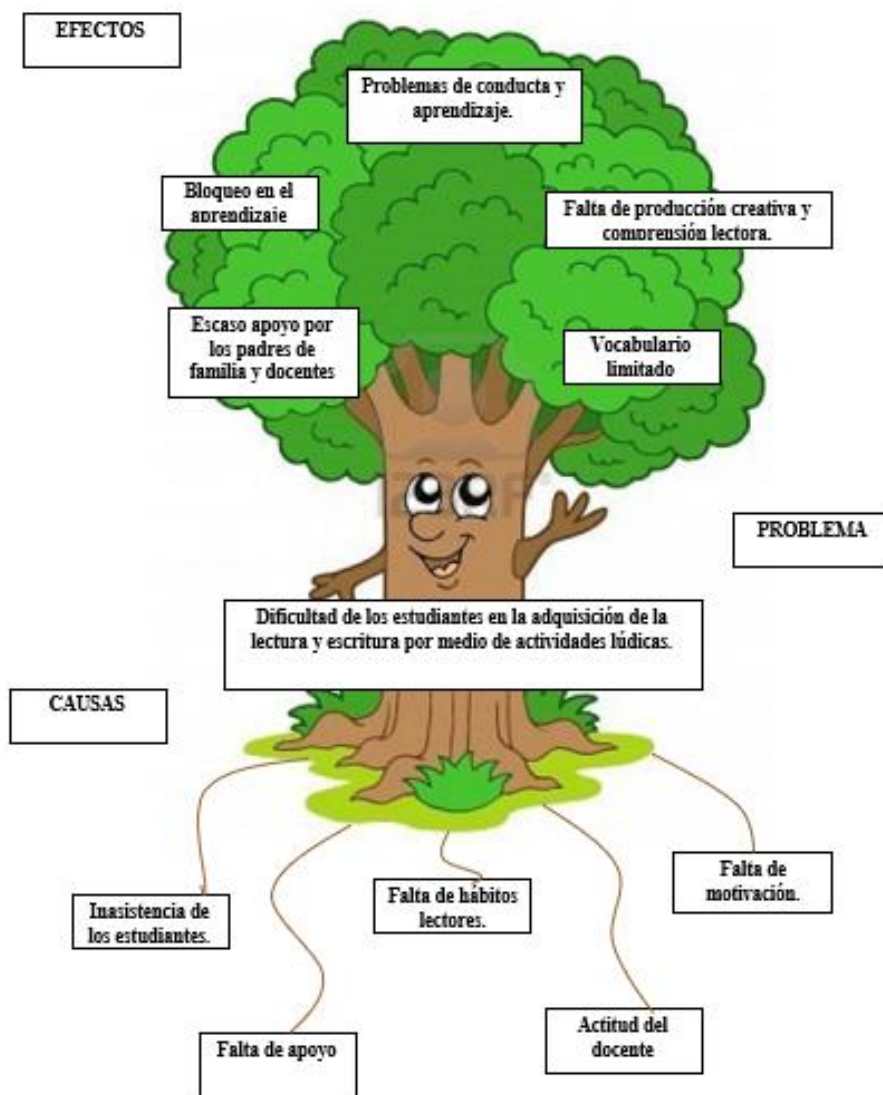 EFECTOS
Problemas de conducta y
aprendizaje.
Bloqueo en el
aprendizaje
Falta de producción creativa y
comprensión lectora.
Escaso apoyo por
los padres de
familia y docentes
Vocabulario
limitado
PROBLEMA
Dificultad de los estudiantes en la adquisición de la
lectura y escritura por medio de actividades lúdicas.
CAUSAS
Falta de
motivación.
Falta de hábitos
lectores.
Inasistencia de
los estudiantes.
Actitud del
docente
Falta de apoyo